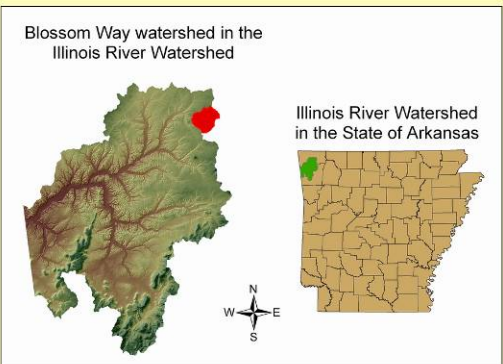 Blossom Way watershed in the
Illinois River Watershed
Illinois River Watershed
in the State of Arkansas
N
W E
S